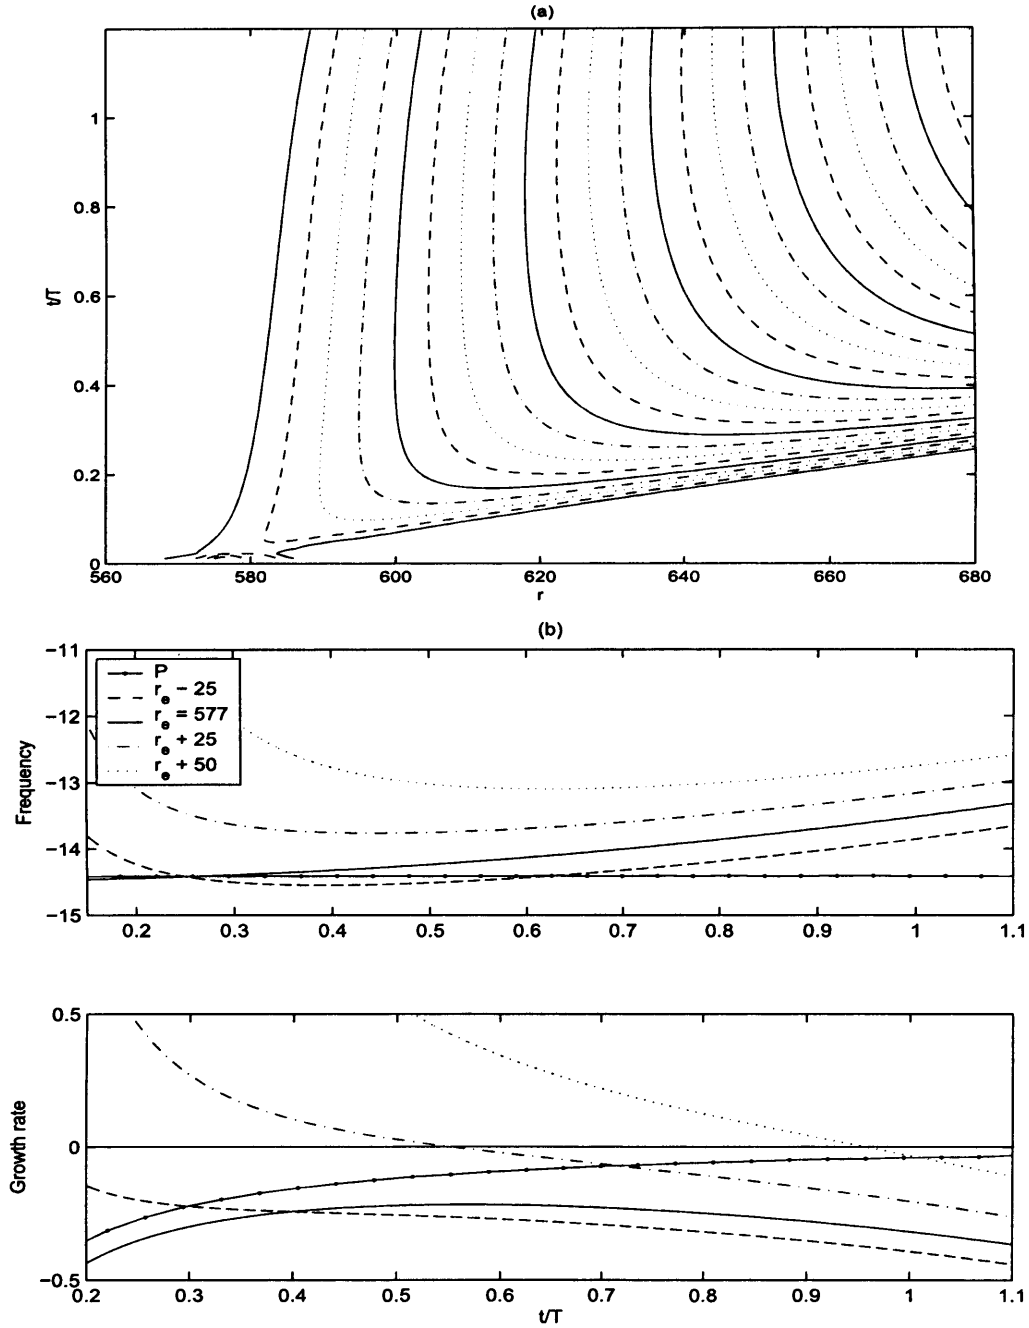 (a)
t/T
1
0.8
0.6
0.4
0.2
0
560 580 600 620 640 660 680
r
(b)
Frequency
−11
−12
−13
−14
−15
P
r_e − 25
r_e = 577
r_e + 25
r_e + 50
0.2 0.3 0.4 0.5 0.6 0.7 0.8 0.9 1 1.1
Growth rate
0.5
0
−0.5
0.2 0.3 0.4 0.5 0.6 0.7 0.8 0.9 1 1.1
t/T